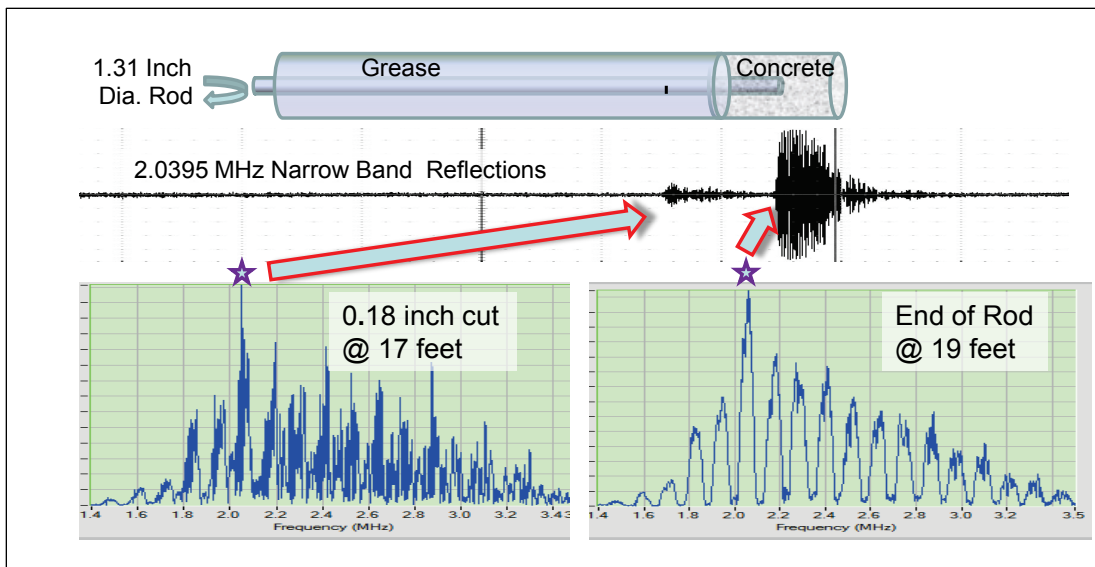 1.31 Inch
Dia. Rod
Grease
Concrete
2.0395 MHz Narrow Band Reflections
0.18 inch cut
@ 17 feet
1.4 1.6 1.8 2.0 2.2 2.4 2.6 2.8 3.0 3.2 3.43
Frequency (MHz)
End of Rod
@ 19 feet
1.4 1.6 1.8 2.0 2.2 2.4 2.6 2.8 3.0 3.2 3.5
Frequency (MHz)